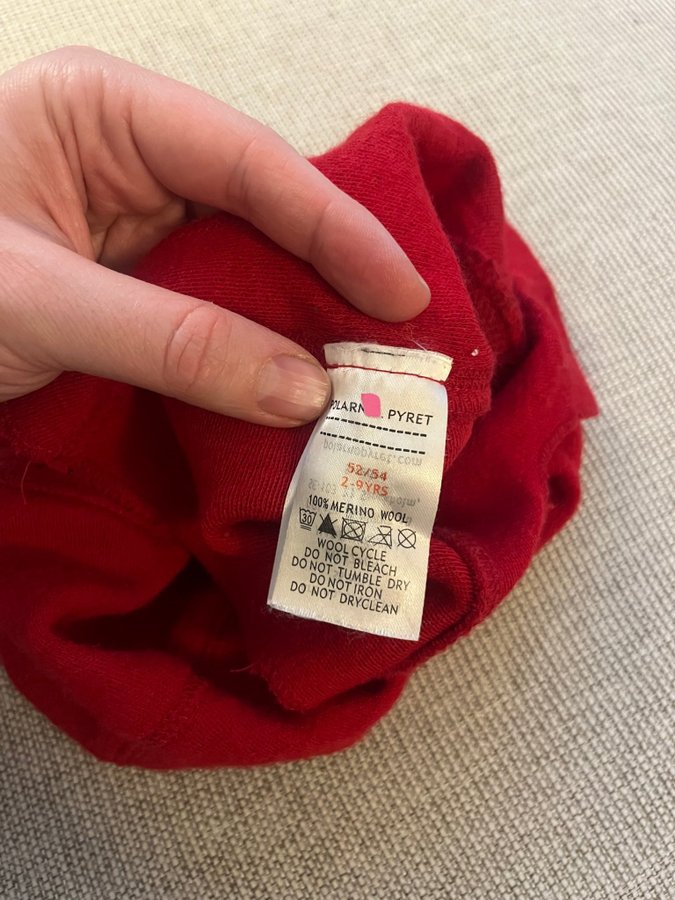 PYRET
52/54
2-9YRS
100% MERINO WOOL
30
WOOL CYCLE
DO NOT BLEACH
DO NOT TUMBLE DRY
DO NOT IRON
DO NOT DRYCLEAN